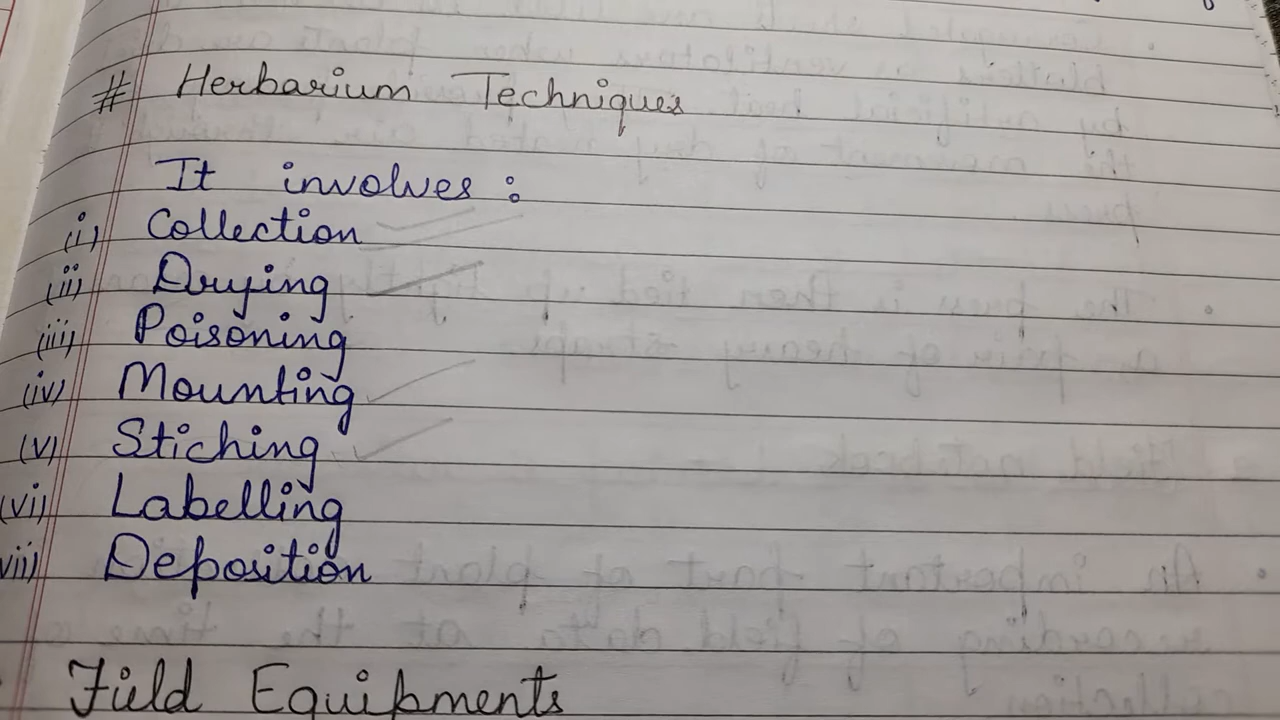 # Herbarium Techniques
It involves :
(i) Collection
(ii) Drying
(iii) Poisoning
(iv) Mounting
(v) Stiching
(vi) Labelling
vii) Deposition
Field Equipments